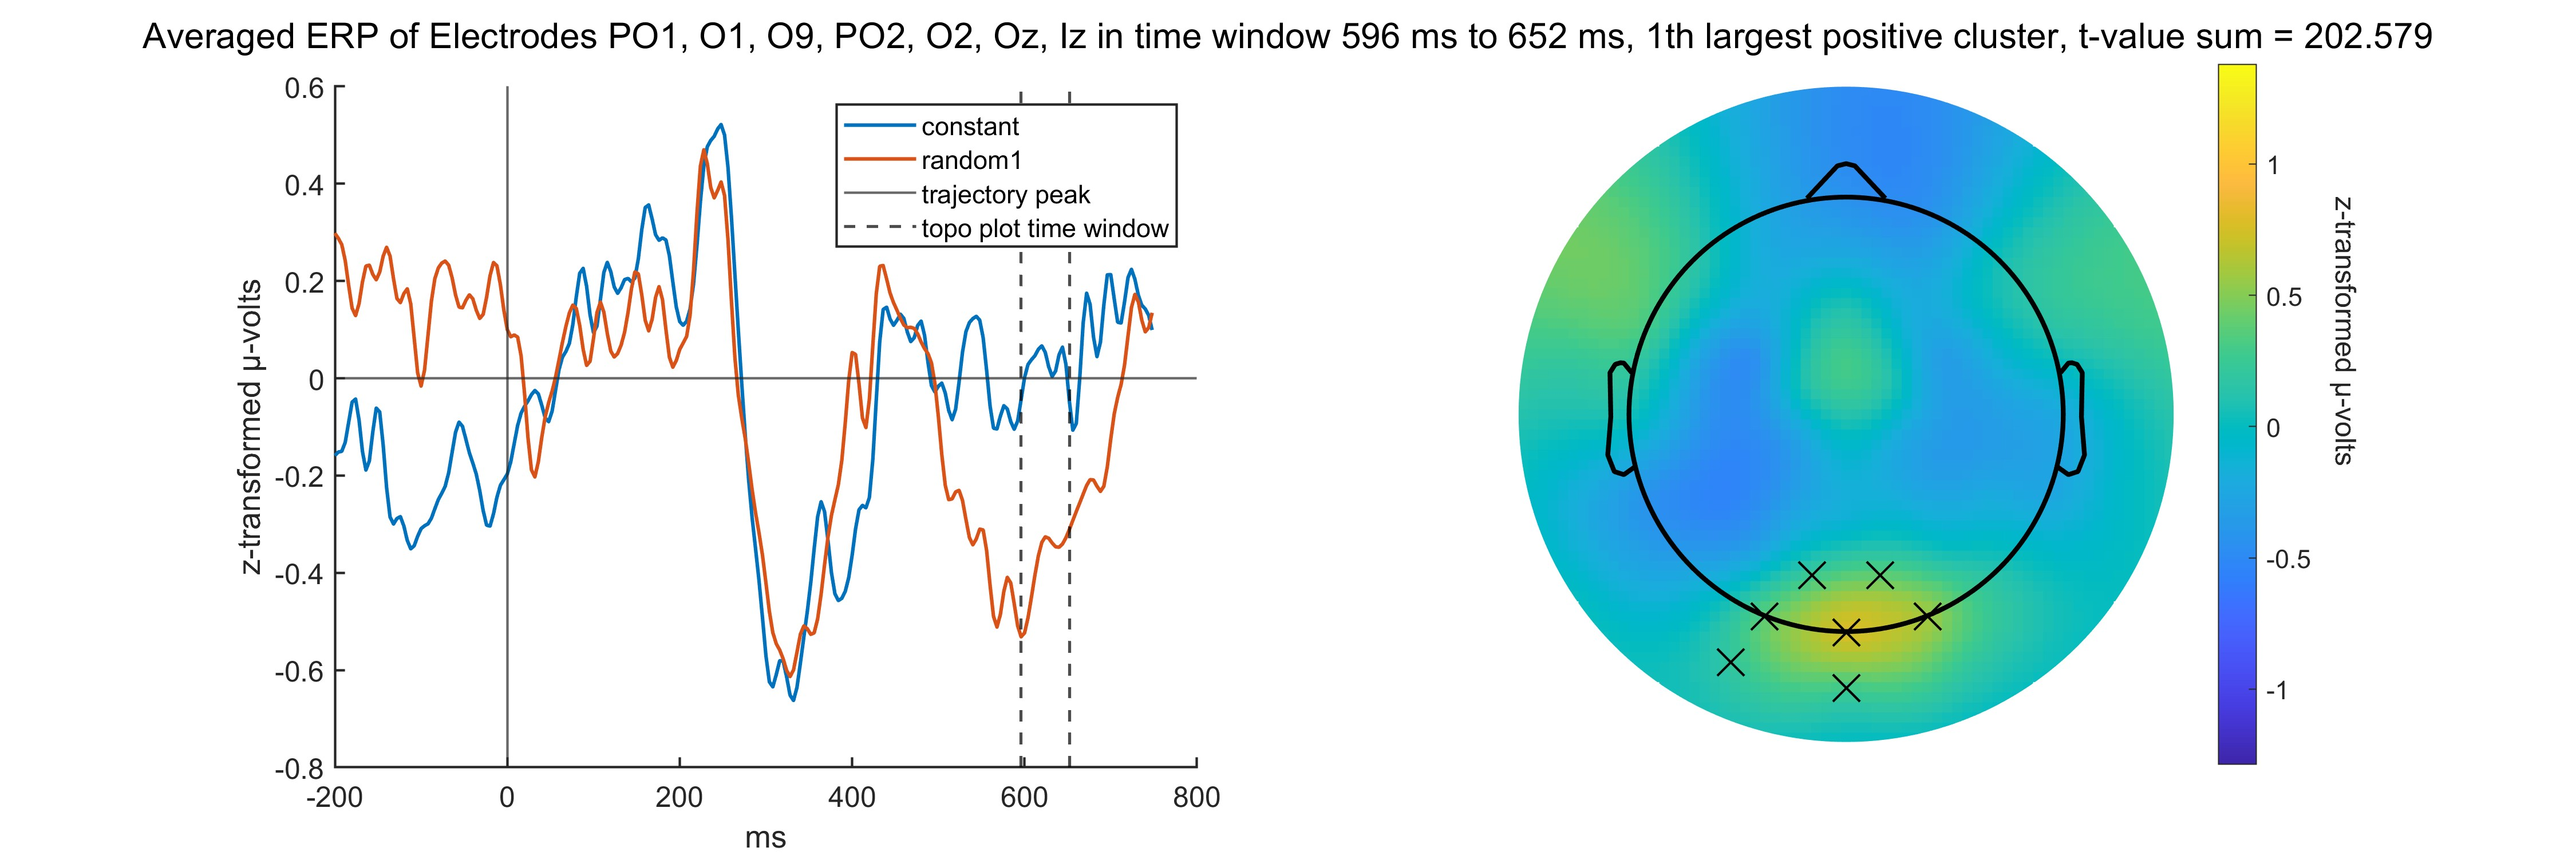 Averaged ERP of Electrodes PO1, O1, O9, PO2, O2, Oz, Iz in time window 596 ms to 652 ms, 1th largest positive cluster, t-value sum = 202.579
0.6
0.4
0.2
0
-0.2
-0.4
-0.6
-0.8
z-transformed µ-volts
-200
0
200
400
600
800
ms
constant
random1
trajectory peak
topo plot time window
1
0.5
0
-0.5
-1
z-transformed µ-volts